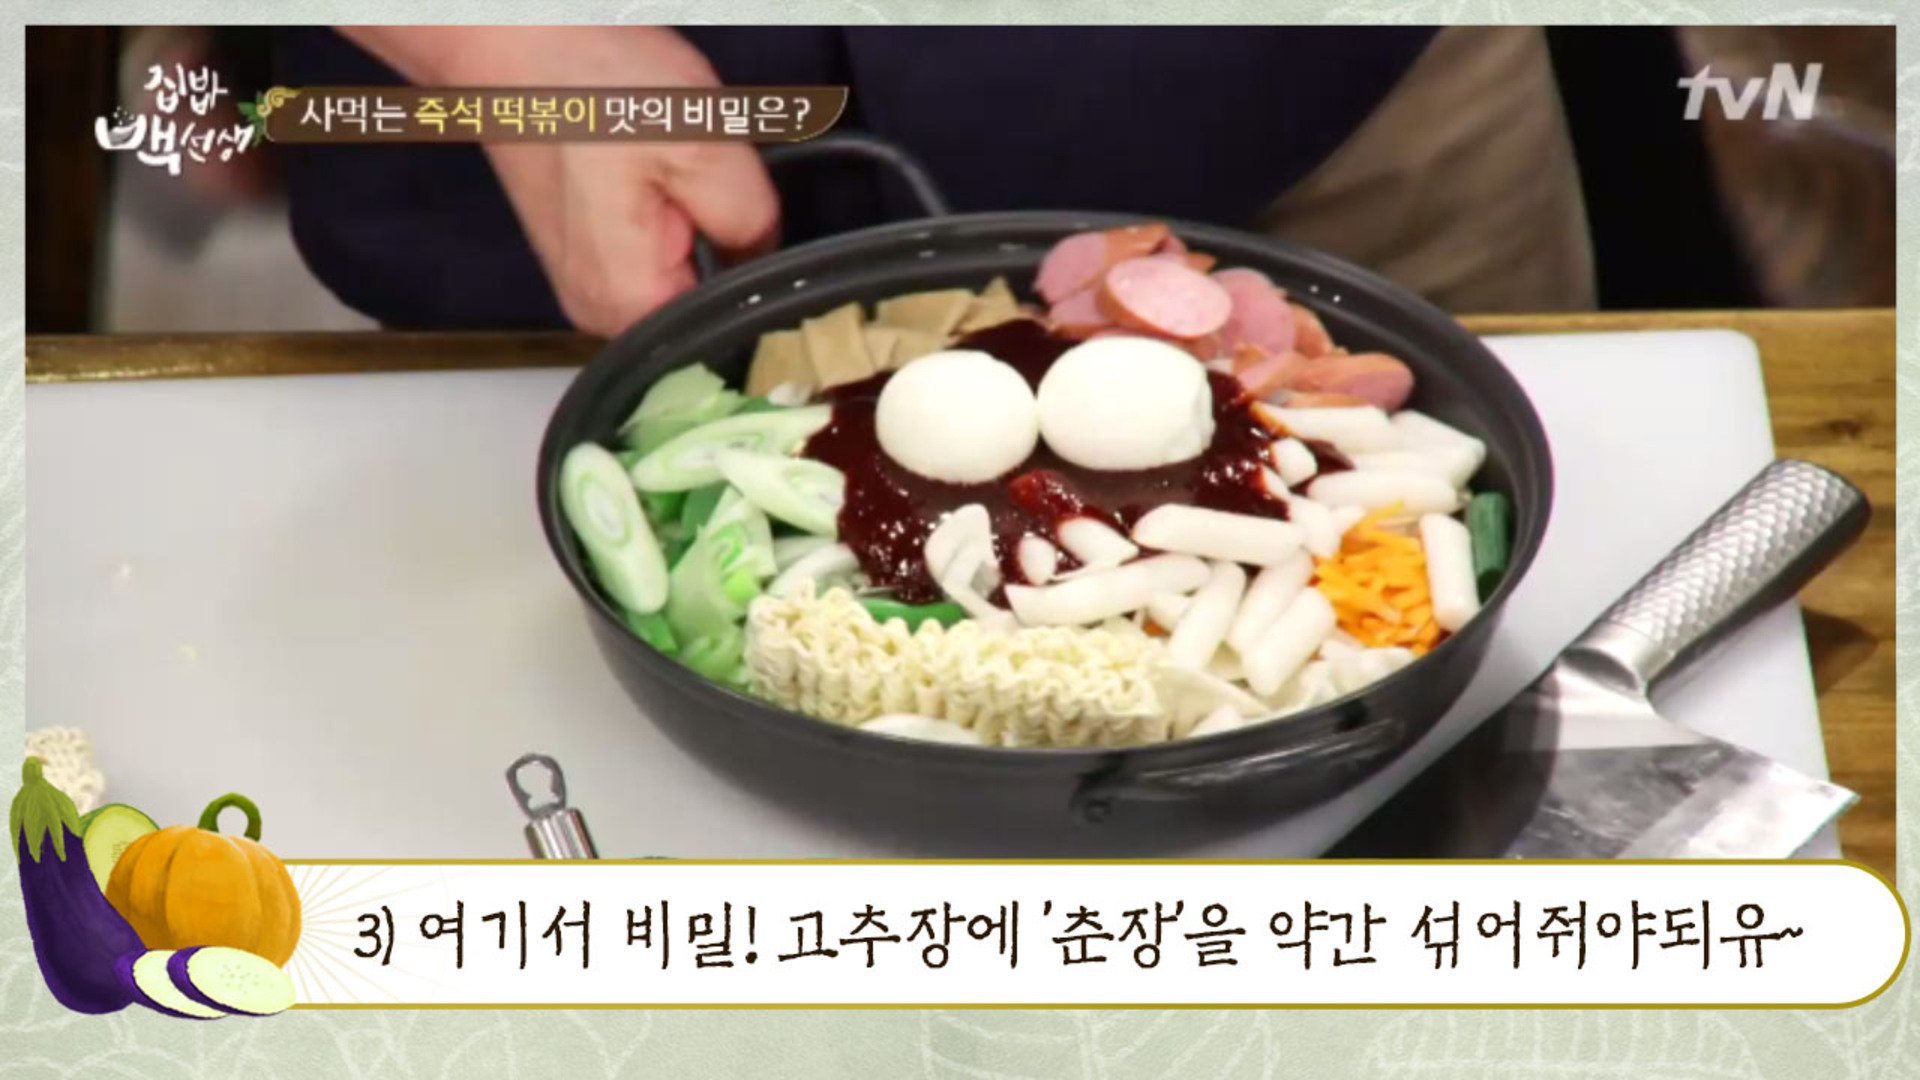 집밥
백선생
사먹는 즉석 떡볶이 맛의 비밀은?
tvN
3) 여기서 비밀! 고추장에 '춘장'을 약간 섞어줘야되유~